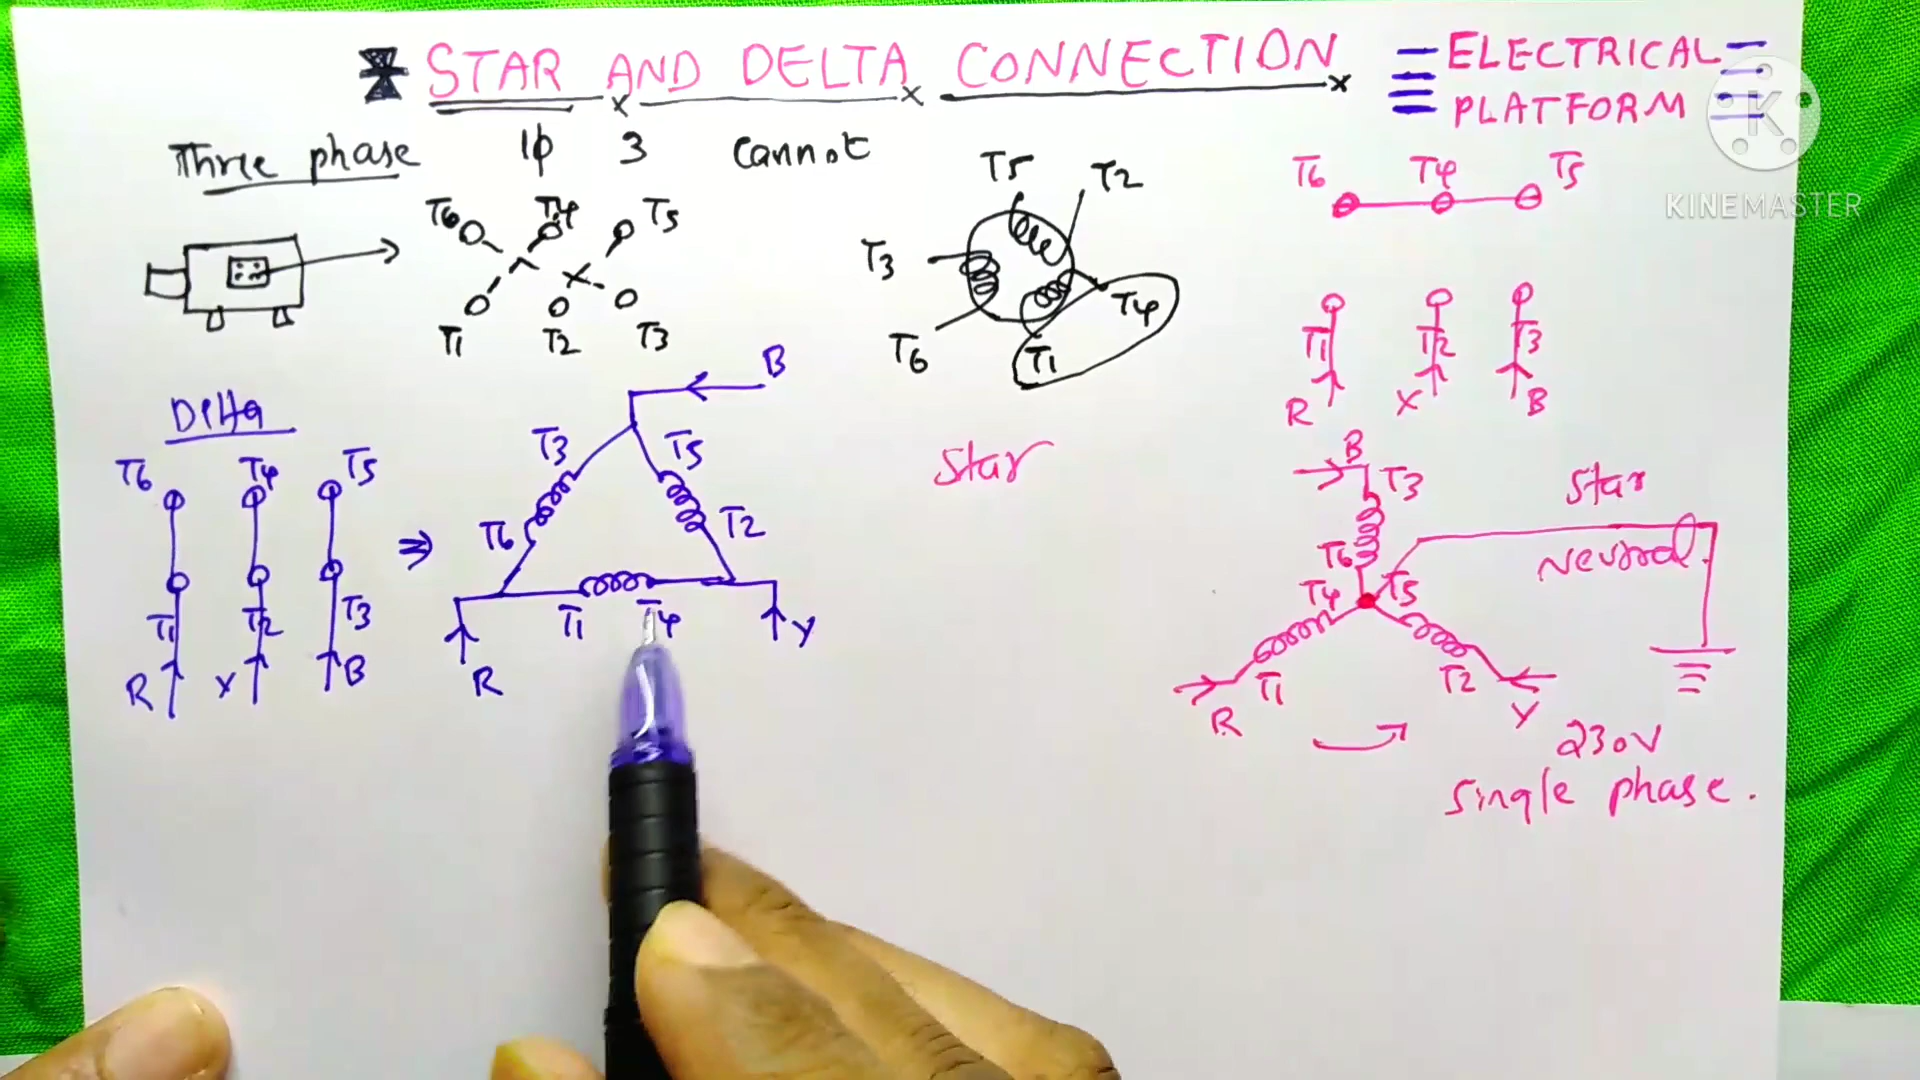 STAR AND DELTA CONNECTION
ELECTRICAL
PLATFORM
K
KINEMASTER
Three phase 1φ 3 cannot
T6 T4 T5
T1 T2 T3
T5 T2
T3
T4
T6 T1
T6 T4 T5
T1 T2 T3
R Y B
Delta
T6 T4 T5
T1 T2 T3
R Y B
B
T3 T5
T6 T2
T1 T4
R Y
Star
B T3
T6
T4 T5
T1 T2
R Y
Star
Neutral
230V
Single phase.